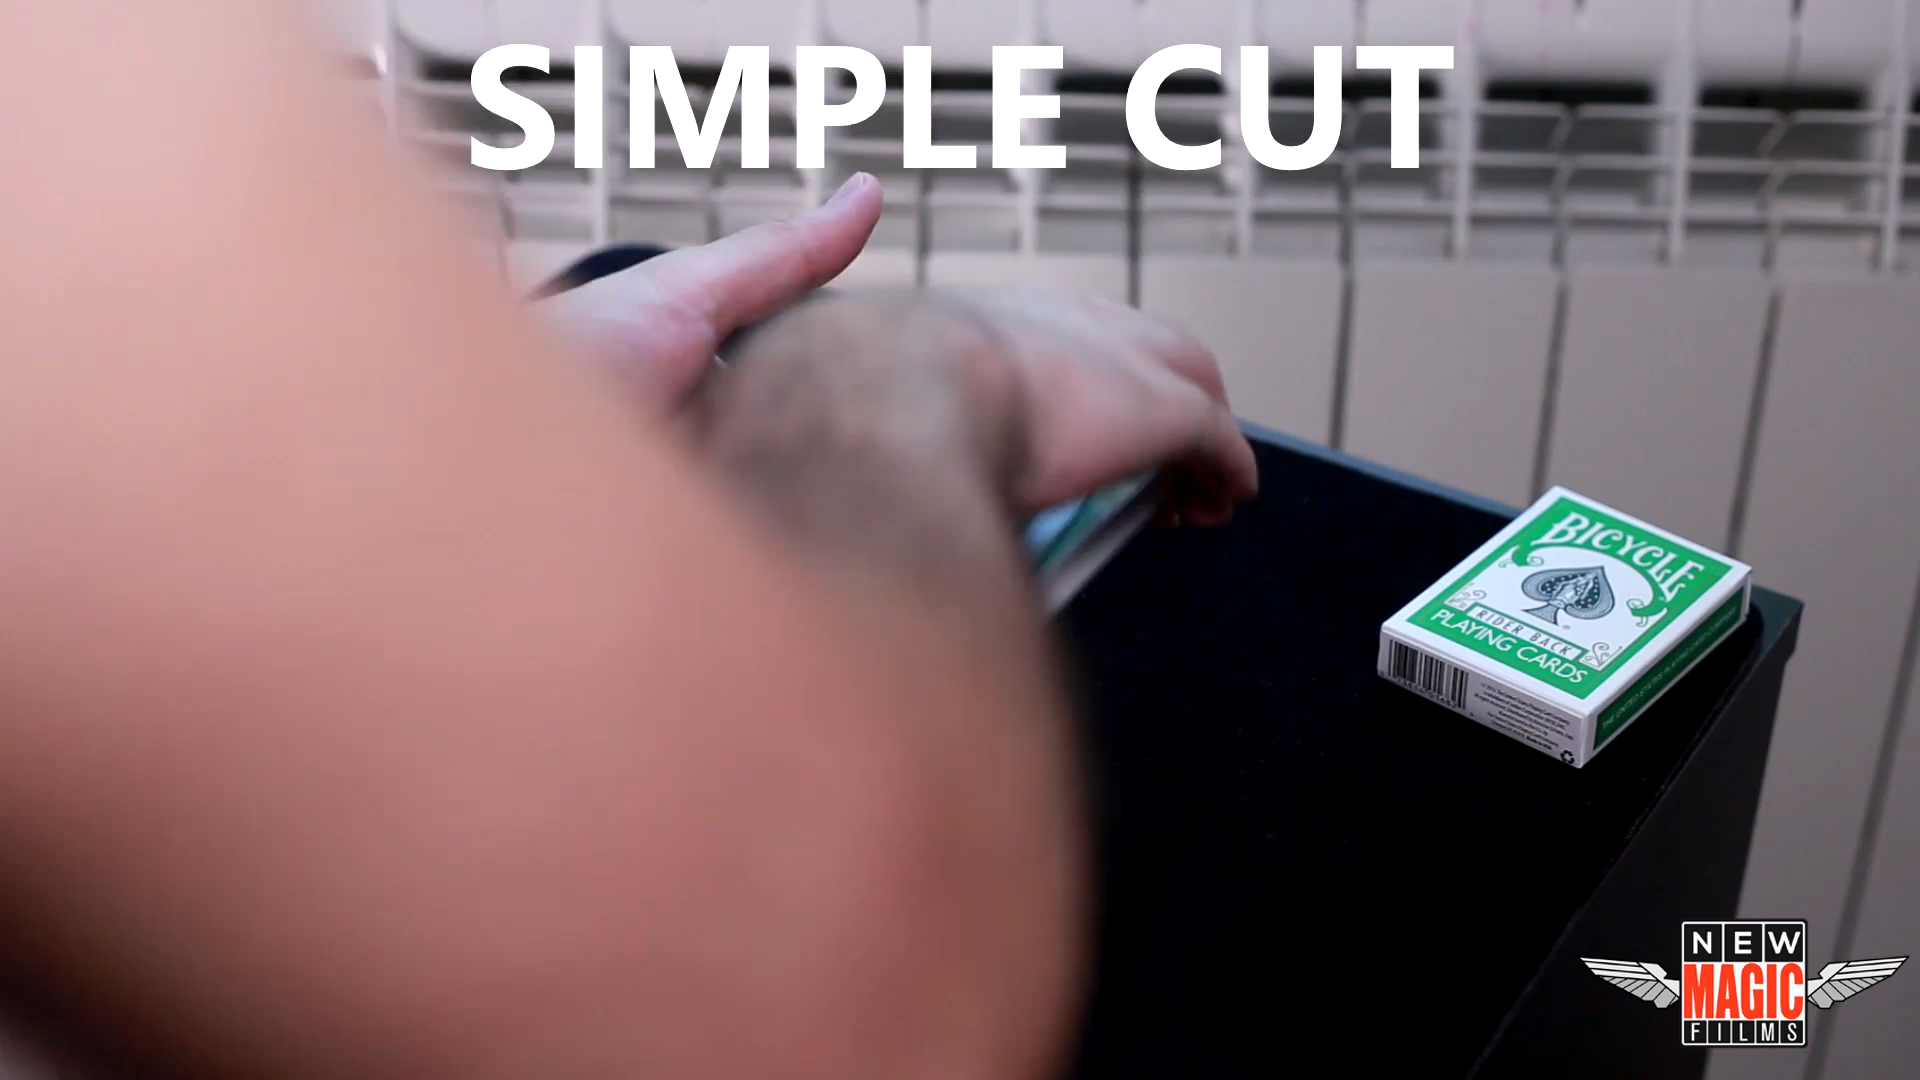 SIMPLE CUT
BICYCLE
RIDER BACK
PLAYING CARDS
NEW
MAGIC
FILMS